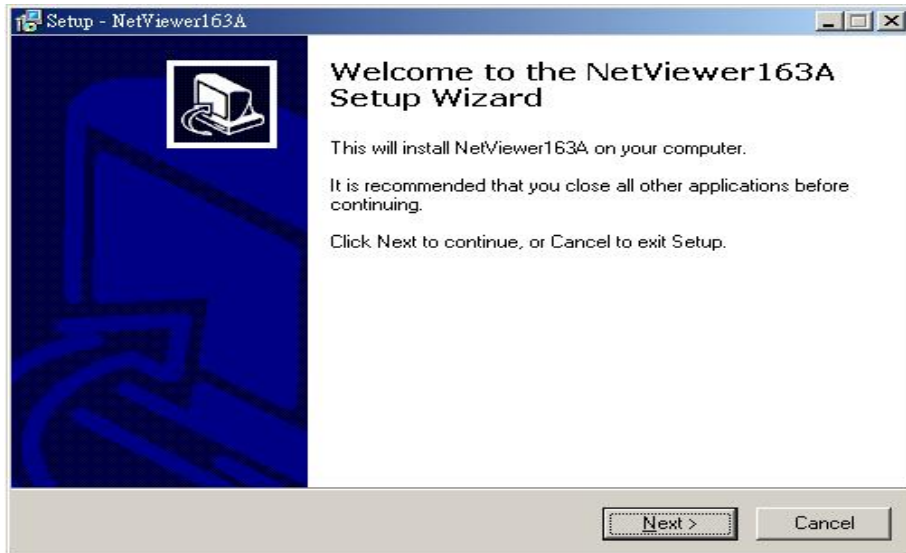 Setup - NetViewer163A
Welcome to the NetViewer163A
Setup Wizard
This will install NetViewer163A on your computer.
It is recommended that you close all other applications before
continuing.
Click Next to continue, or Cancel to exit Setup.
Next >
Cancel